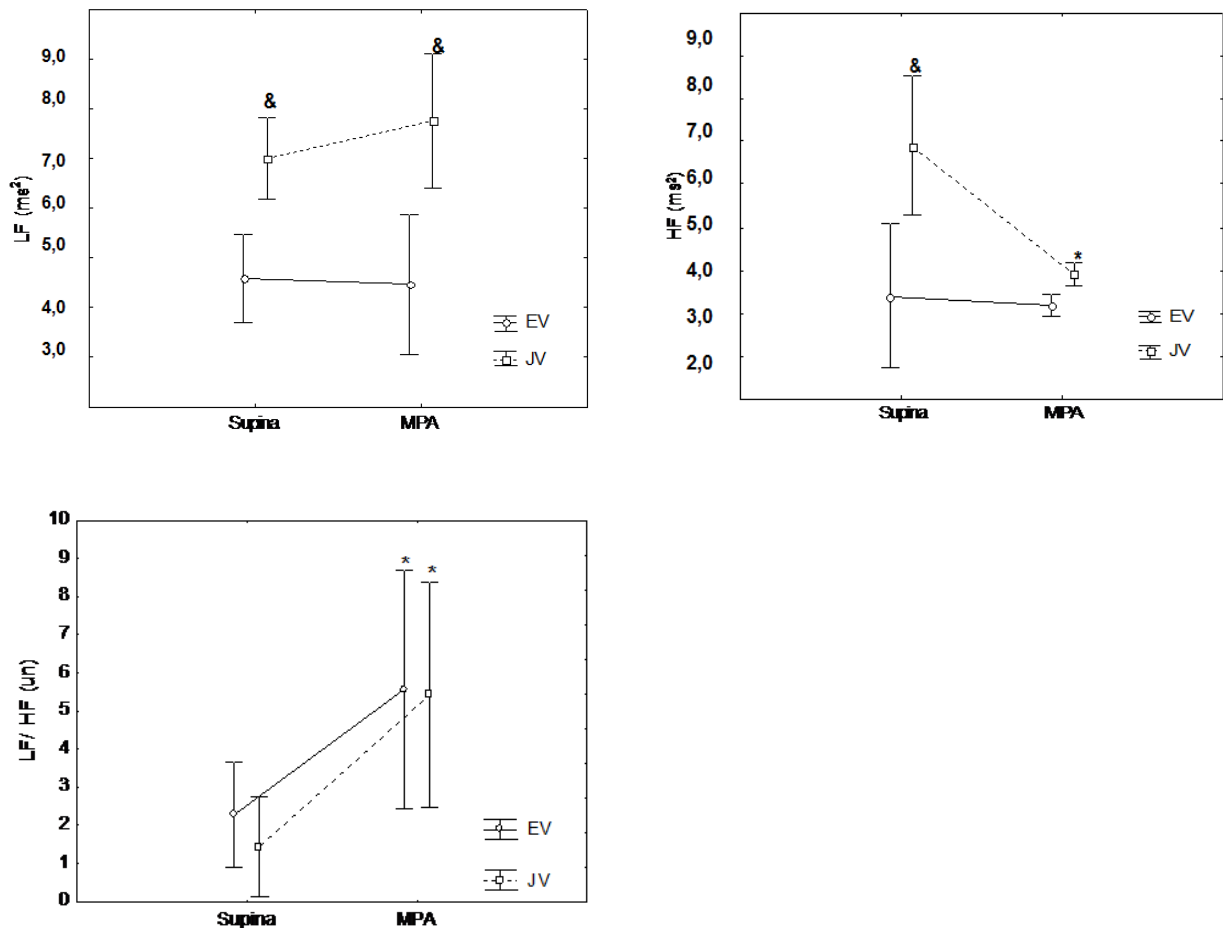 9,0
8,0
7,0
6,0
5,0
4,0
3,0
LF (ms²)
&
&
EV
JV
Supina
MPA
9,0
8,0
7,0
6,0
5,0
4,0
3,0
2,0
HF (ms²)
&
*
EV
JV
Supina
MPA
10
9
8
7
6
5
4
3
2
1
0
LF/ HF (un)
*
*
EV
JV
Supina
MPA